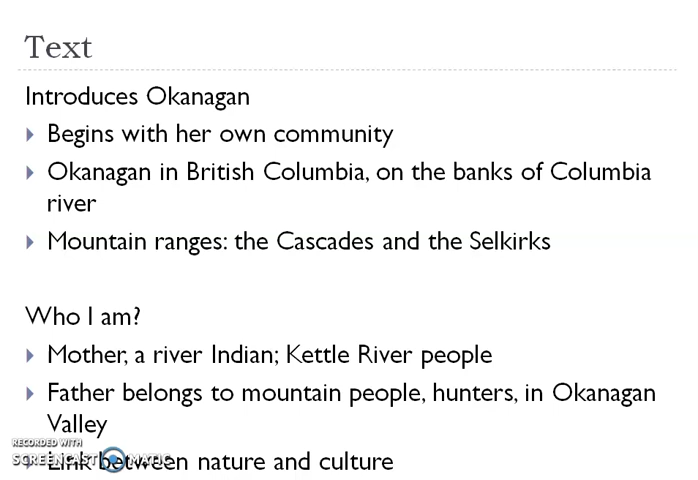 Text
Introduces Okanagan
Begins with her own community
Okanagan in British Columbia, on the banks of Columbia
river
Mountain ranges: the Cascades and the Selkirks
Who I am?
Mother, a river Indian; Kettle River people
Father belongs to mountain people, hunters, in Okanagan
Valley
RECORDED WITH
SCREENCAST MATIC
Link between nature and culture